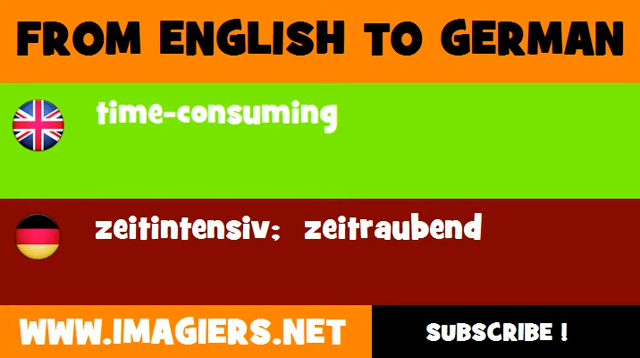 FROM ENGLISH TO GERMAN
time-consuming
zeitintensiv; zeitraubend
WWW.IMAGIERS.NET
SUBSCRIBE !